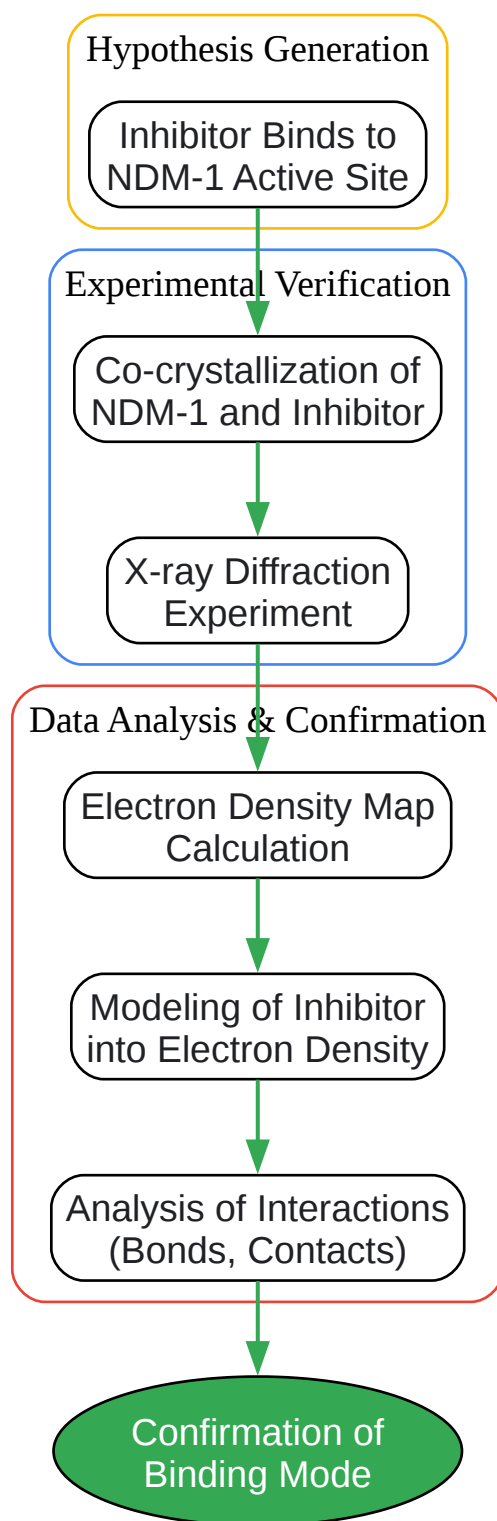 Hypothesis Generation
Inhibitor Binds to
NDM-1 Active Site
Experimental Verification
Co-crystallization of
NDM-1 and Inhibitor
X-ray Diffraction
Experiment
Data Analysis & Confirmation
Electron Density Map
Calculation
Modeling of Inhibitor
into Electron Density
Analysis of Interactions
(Bonds, Contacts)
Confirmation of
Binding Mode